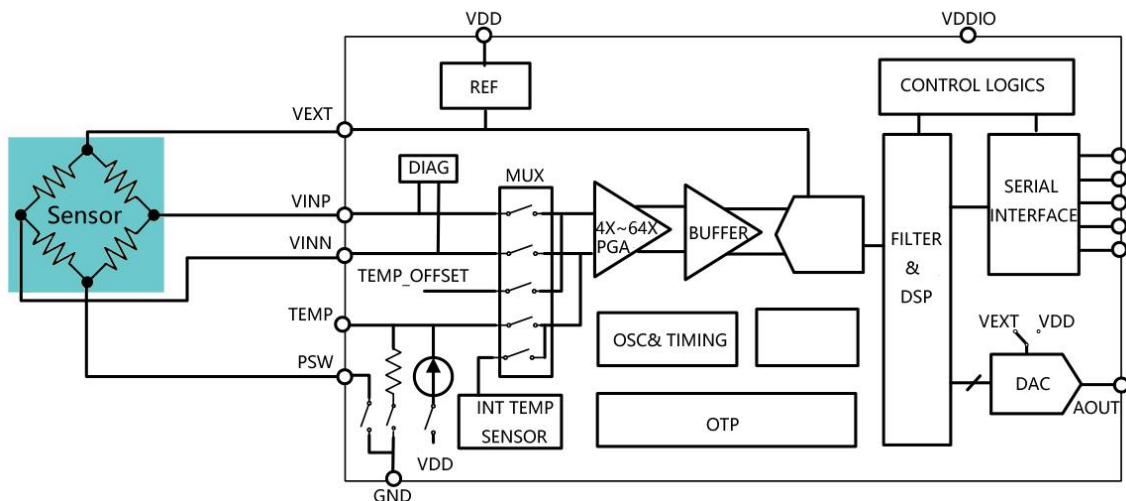 VDD
VDDIO
REF
CONTROL LOGICS
VEXT
DIAG
MUX
Sensor
VINP
4X~64X
PGA
BUFFER
SERIAL
INTERFACE
VINN
FILTER
&
DSP
TEMP_OFFSET
TEMP
OSC& TIMING
VEXT
VDD
PSW
DAC
INT TEMP
SENSOR
OTP
AOUT
VDD
GND